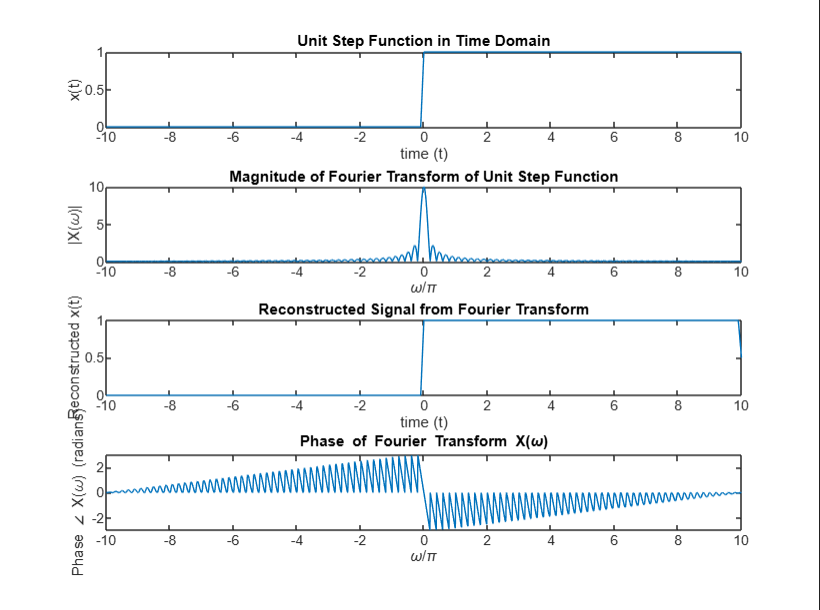 Unit Step Function in Time Domain
x(t)
1
0.5
0
-10 -8 -6 -4 -2 0 2 4 6 8 10
time (t)
Magnitude of Fourier Transform of Unit Step Function
|X(ω)|
10
5
0
-10 -8 -6 -4 -2 0 2 4 6 8 10
ω/π
Reconstructed Signal from Fourier Transform
Reconstructed x(t)
1
0.5
0
-10 -8 -6 -4 -2 0 2 4 6 8 10
time (t)
Phase of Fourier Transform X(ω)
Phase ∠ X(ω) (radians)
2
0
-2
-10 -8 -6 -4 -2 0 2 4 6 8 10
ω/π